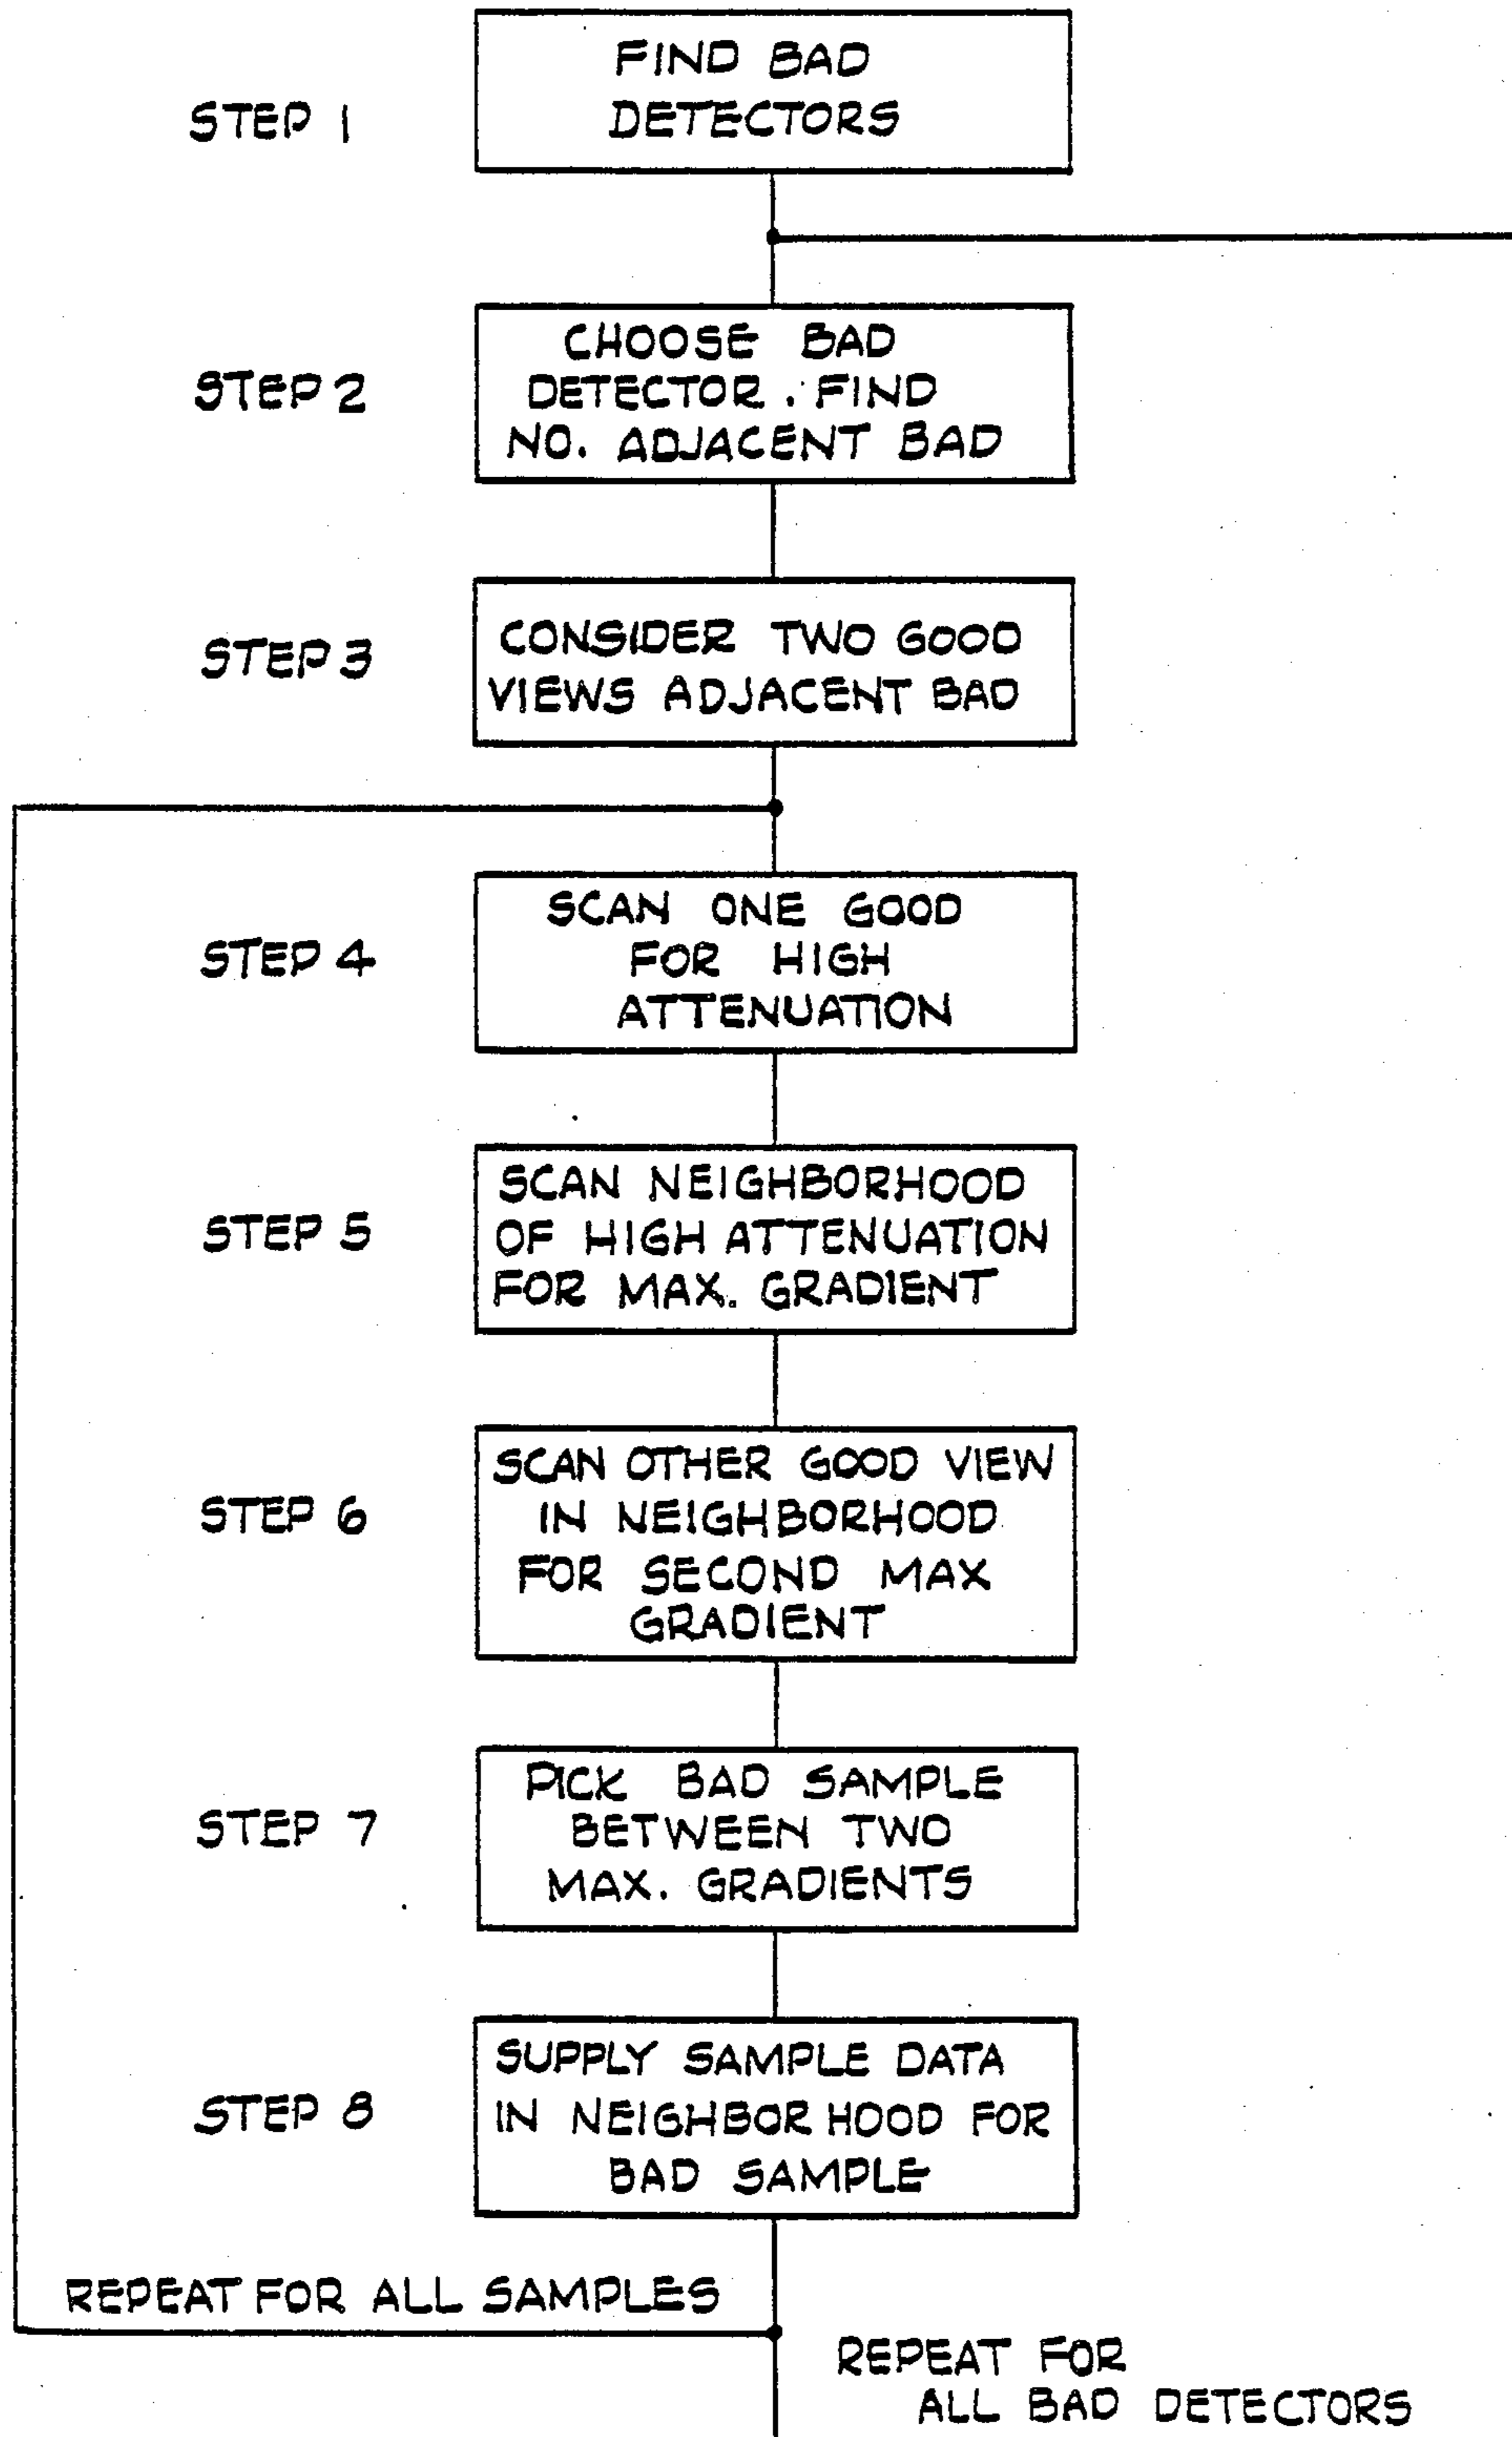 STEP 1
FIND BAD
DETECTORS
STEP 2
CHOOSE BAD
DETECTOR. FIND
NO. ADJACENT BAD
STEP 3
CONSIDER TWO GOOD
VIEWS ADJACENT BAD
STEP 4
SCAN ONE GOOD
FOR HIGH
ATTENUATION
STEP 5
SCAN NEIGHBORHOOD
OF HIGH ATTENUATION
FOR MAX. GRADIENT
STEP 6
SCAN OTHER GOOD VIEW
IN NEIGHBORHOOD
FOR SECOND MAX
GRADIENT
STEP 7
PICK BAD SAMPLE
BETWEEN TWO
MAX. GRADIENTS
STEP 8
SUPPLY SAMPLE DATA
IN NEIGHBORHOOD FOR
BAD SAMPLE
REPEAT FOR ALL SAMPLES
REPEAT FOR
ALL BAD DETECTORS